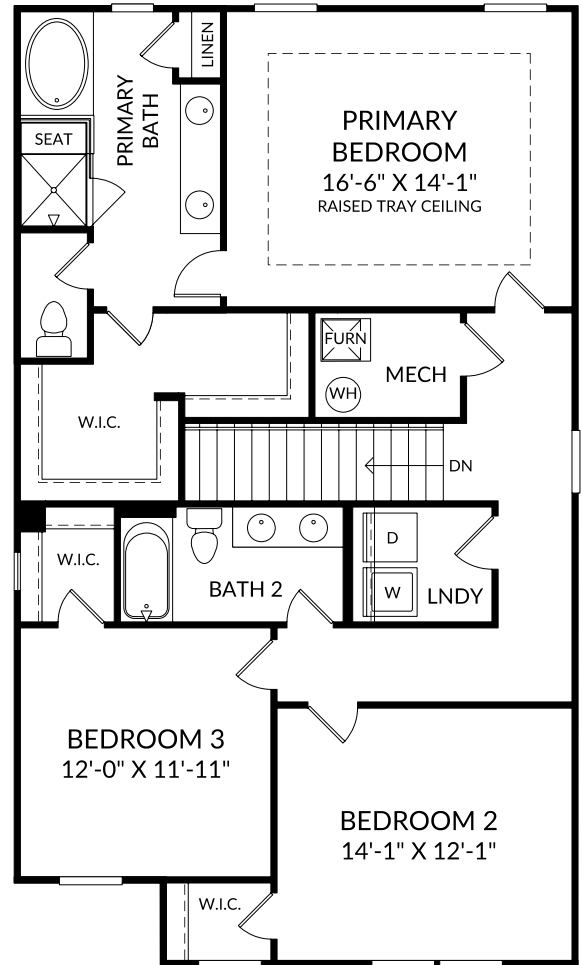 LINEN
PRIMARY
BATH
SEAT
PRIMARY
BEDROOM
16'-6" X 14'-1"
RAISED TRAY CEILING
FURN
MECH
WH
W.I.C.
DN
W.I.C.
BATH 2
D
W
LNDY
BEDROOM 3
12'-0" X 11'-11"
BEDROOM 2
14'-1" X 12'-1"
W.I.C.